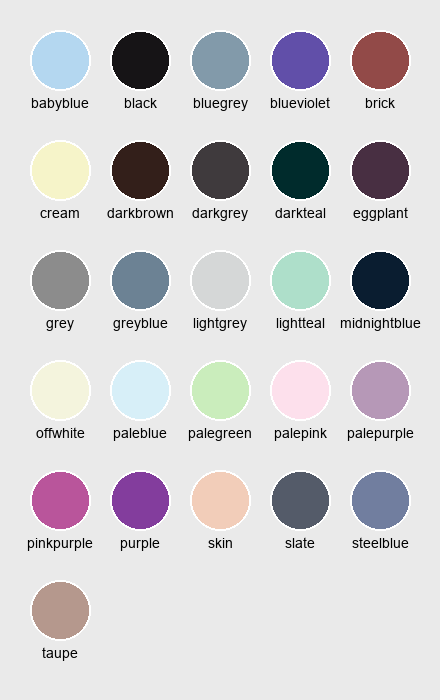 babyblue black bluegrey blueviolet brick
cream darkbrown darkgrey darkteal eggplant
grey greyblue lightgrey lightteal midnightblue
offwhite paleblue palegreen palepink palepurple
pinkpurple purple skin slate steelblue
taupe